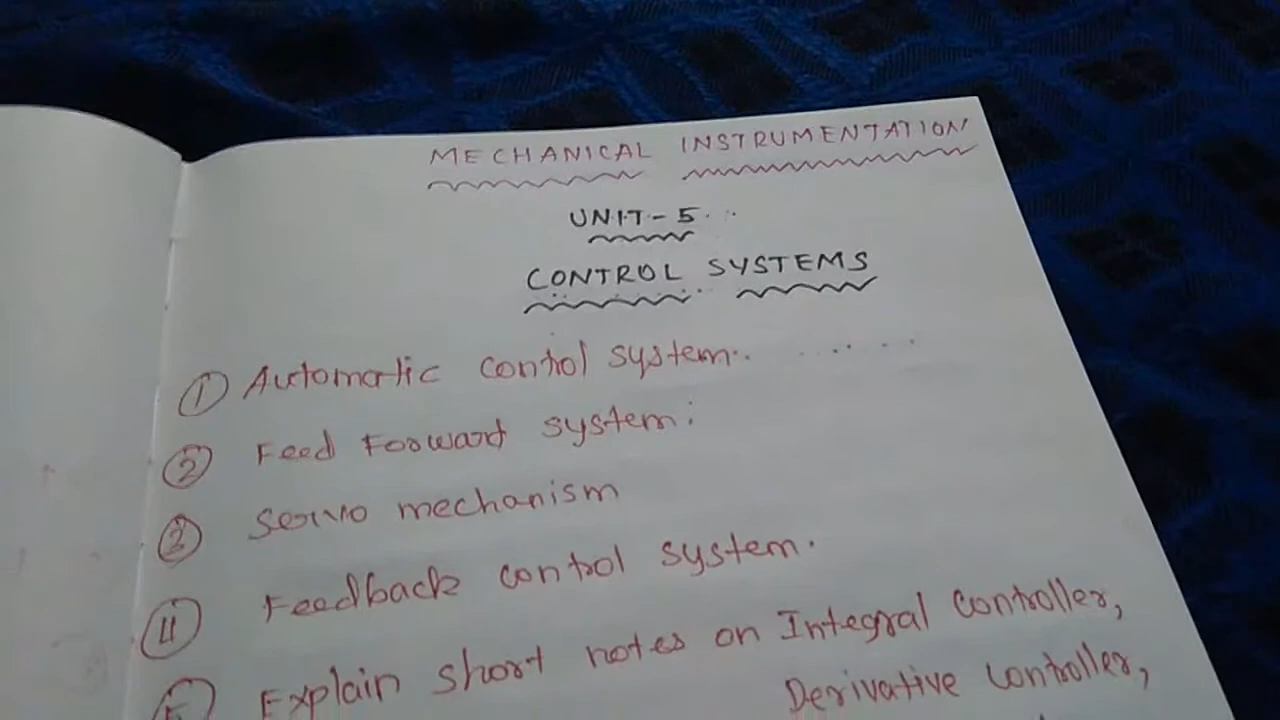 MECHANICAL INSTRUMENTATION
UNIT-5
CONTROL SYSTEMS
① Automatic control system.
② Feed Forward system:
③ Servo mechanism
④ Feedback control system.
⑤ Explain short notes on Integral Controller,
Derivative Controller,